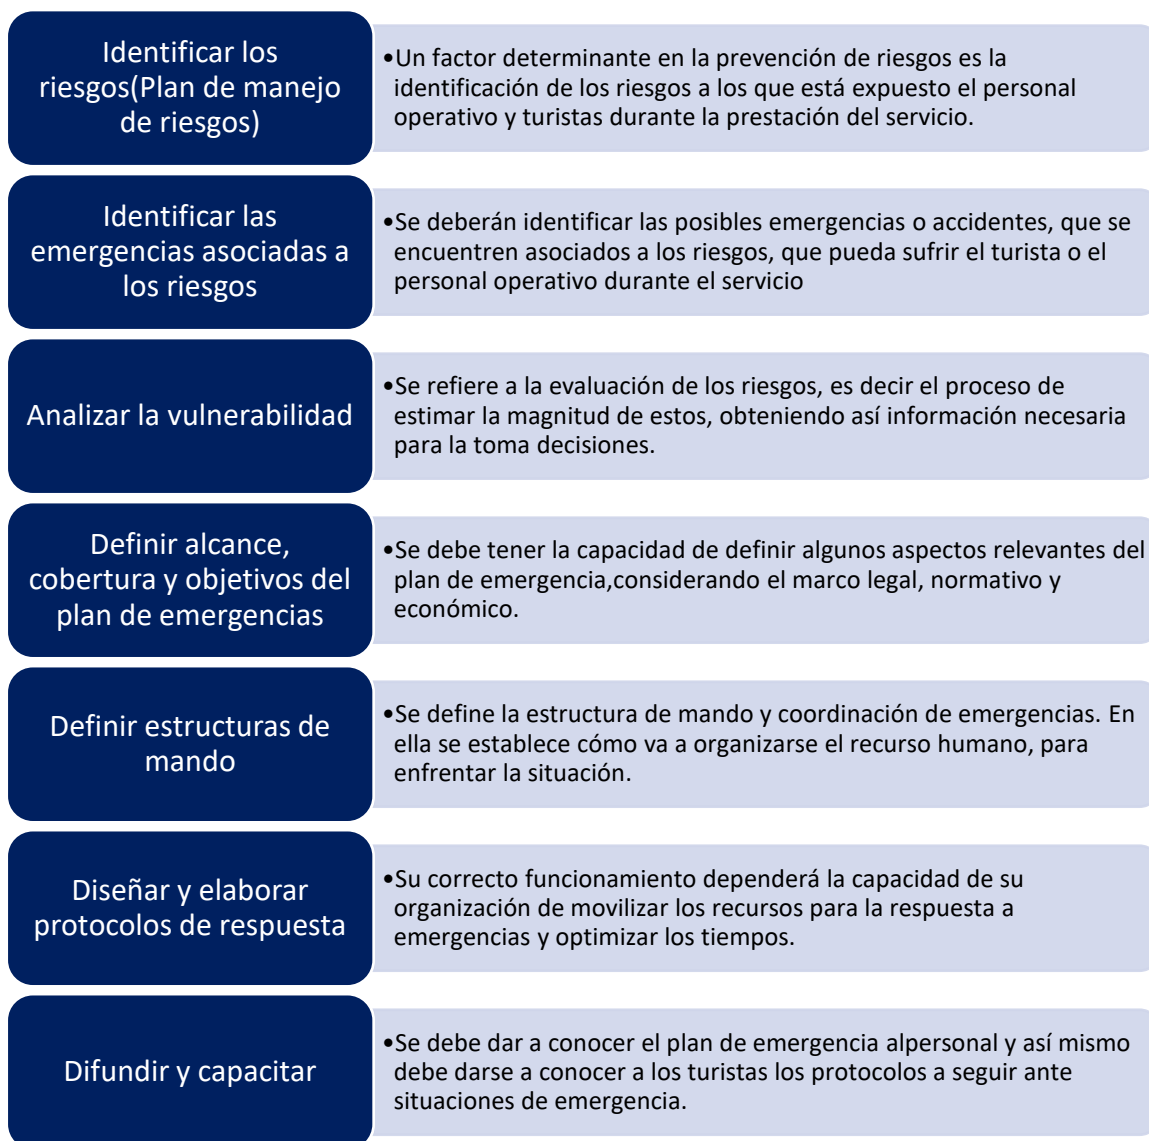 Identificar los
riesgos(Plan de manejo
de riesgos)
•Un factor determinante en la prevención de riesgos es la
identificación de los riesgos a los que está expuesto el personal
operativo y turistas durante la prestación del servicio.
Identificar las
emergencias asociadas a
los riesgos
•Se deberán identificar las posibles emergencias o accidentes, que se
encuentren asociados a los riesgos, que pueda sufrir el turista o el
personal operativo durante el servicio
Analizar la vulnerabilidad
•Se refiere a la evaluación de los riesgos, es decir el proceso de
estimar la magnitud de estos, obteniendo así información necesaria
para la toma decisiones.
Definir alcance,
cobertura y objetivos del
plan de emergencias
•Se debe tener la capacidad de definir algunos aspectos relevantes del
plan de emergencia,considerando el marco legal, normativo y
económico.
Definir estructuras de
mando
•Se define la estructura de mando y coordinación de emergencias. En
ella se establece cómo va a organizarse el recurso humano, para
enfrentar la situación.
Diseñar y elaborar
protocolos de respuesta
•Su correcto funcionamiento dependerá la capacidad de su
organización de movilizar los recursos para la respuesta a
emergencias y optimizar los tiempos.
Difundir y capacitar
•Se debe dar a conocer el plan de emergencia alpersonal y así mismo
debe darse a conocer a los turistas los protocolos a seguir ante
situaciones de emergencia.